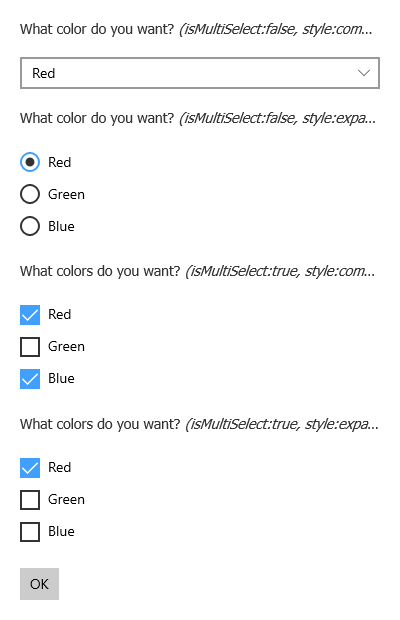 What color do you want? (isMultiSelect:false, style:com...
Red
What color do you want? (isMultiSelect:false, style:expa...
Red
Green
Blue
What colors do you want? (isMultiSelect:true, style:com...
Red
Green
Blue
What colors do you want? (isMultiSelect:true, style:expa...
Red
Green
Blue
OK